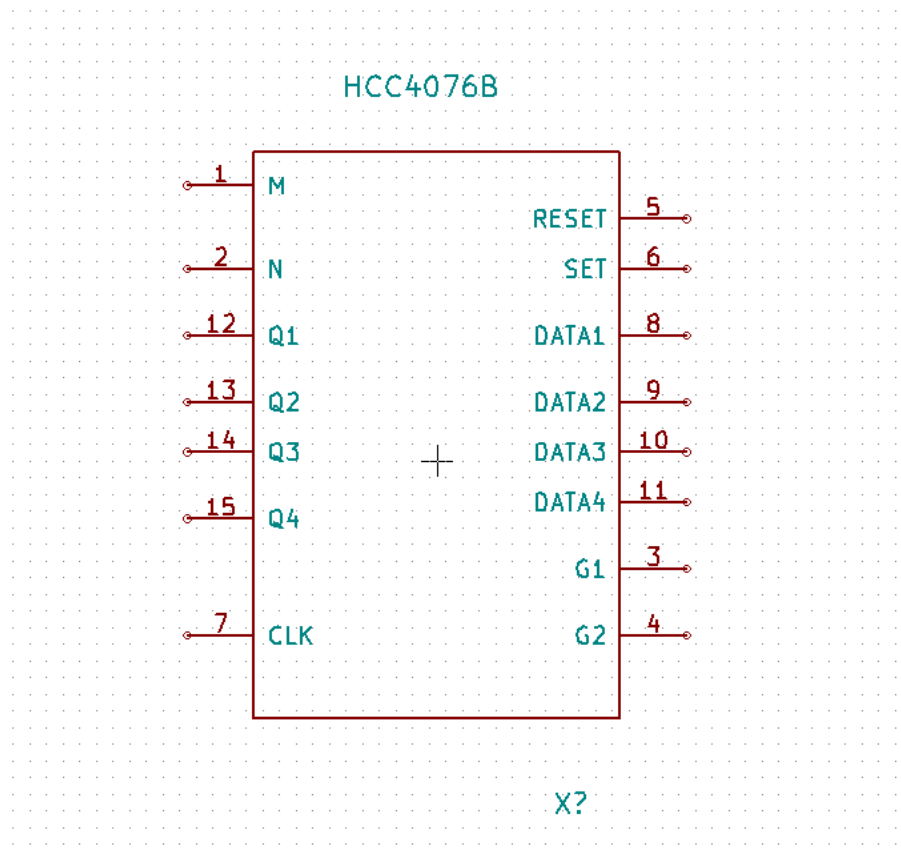 HCC4076B
1 M
RESET 5
2 N
SET 6
12 Q1
DATA1 8
13 Q2
DATA2 9
14 Q3
DATA3 10
DATA4 11
15 Q4
G1 3
7 CLK
G2 4
X?